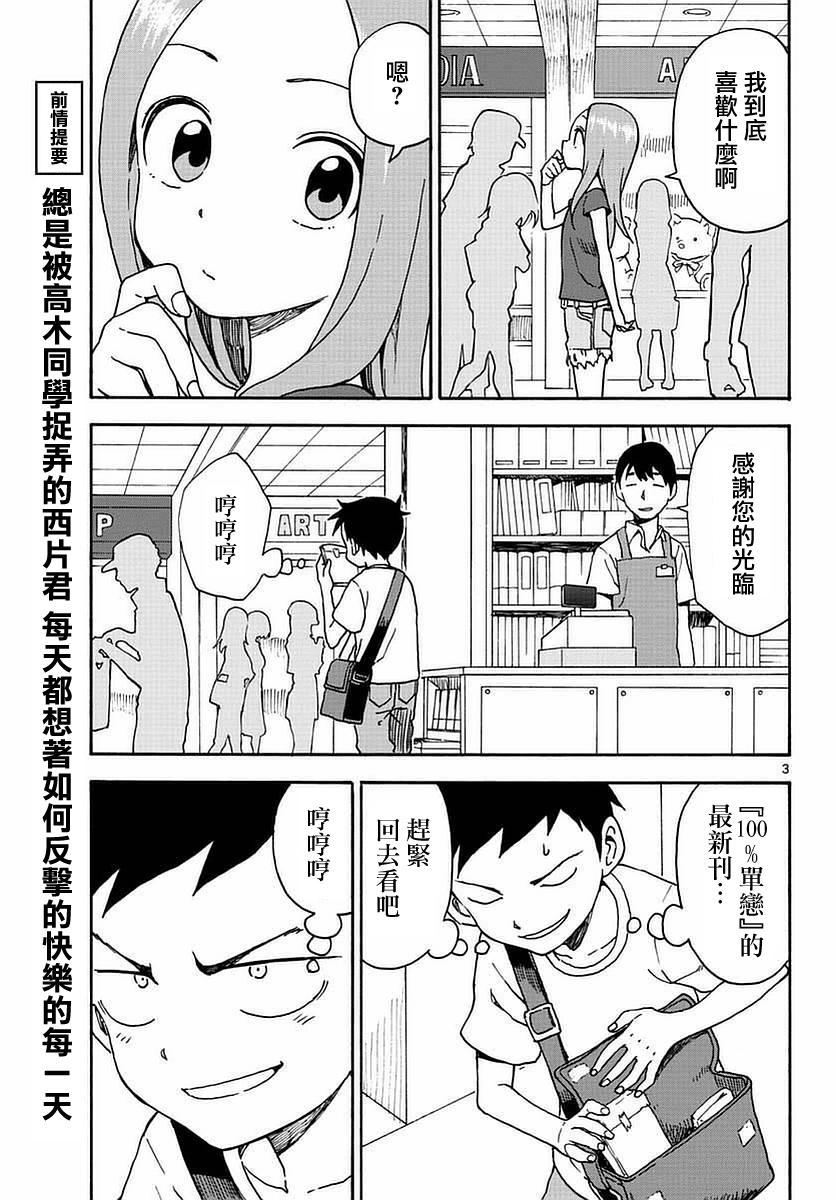 前情提要
總是被高木同學捉弄的西片君 每天都想著如何反擊的快樂的每一天
我到底
喜歡什麼啊
A
DIA
嗯?
感謝您的光臨
哼哼哼
P
ART
3
『100%單戀』的
最新刊…
趕緊
回去看吧
哼哼哼